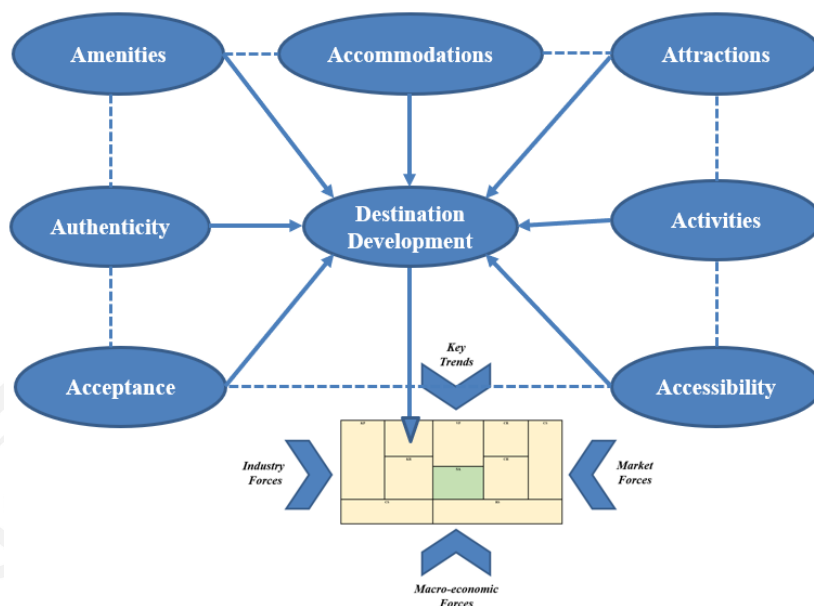 Amenities
Accommodations
Attractions
Authenticity
Destination
Development
Activities
Acceptance
Accessibility
Key
Trends
Industry
Forces
Market
Forces
Macro-economic
Forces